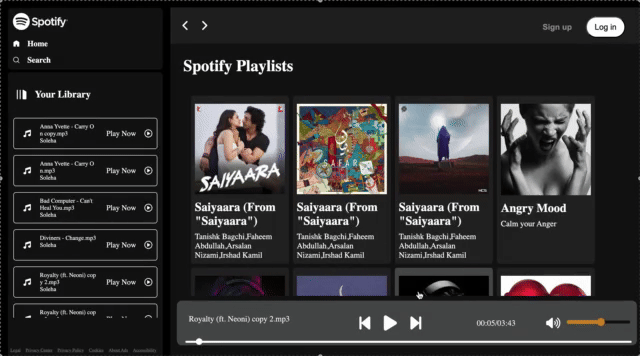 Spotify
Home
Search
Your Library
Anna Yvette - Carry O
n copy.mp3
Soleha
Play Now
Anna Yvette - Carry O
n.mp3
Soleha
Play Now
Bad Computer - Can't
Heal You.mp3
Soleha
Play Now
Diviners - Change.mp3
Soleha
Play Now
Royalty (ft. Neoni) cop
y 2.mp3
Soleha
Play Now
Royalty (ft. Neoni) cop
y.mp3
Play Now
Legal Privacy Center Privacy Policy Cookies About Ads Accessibility
Sign up
Log in
Spotify Playlists
SAIYAARA
Saiyaara (From
"Saiyaara")
Tanishk Bagchi,Faheem
Abdullah,Arsalan
Nizami,Irshad Kamil
SAFAR
Saiyaara (From
"Saiyaara")
Tanishk Bagchi,Faheem
Abdullah,Arsalan
Nizami,Irshad Kamil
NCS
Saiyaara (From
"Saiyaara")
Tanishk Bagchi,Faheem
Abdullah,Arsalan
Nizami,Irshad Kamil
Angry Mood
Calm your Anger
Royalty (ft. Neoni) copy 2.mp3
00:05/03:43